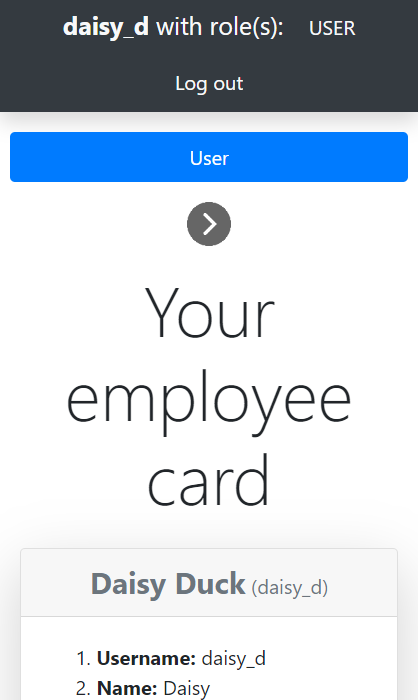 daisy_d with role(s): USER
Log out
User
Your
employee
card
Daisy Duck (daisy_d)
1. Username: daisy_d
2. Name: Daisy